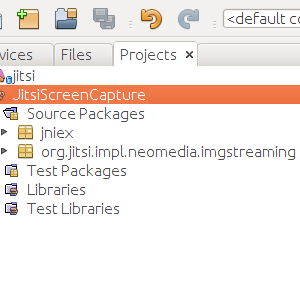 <default co
vices Files Projects ×
jitsi
JitsiScreenCapture
Source Packages
jniex
org.jitsi.impl.neomedia.imgstreaming
Test Packages
Libraries
Test Libraries